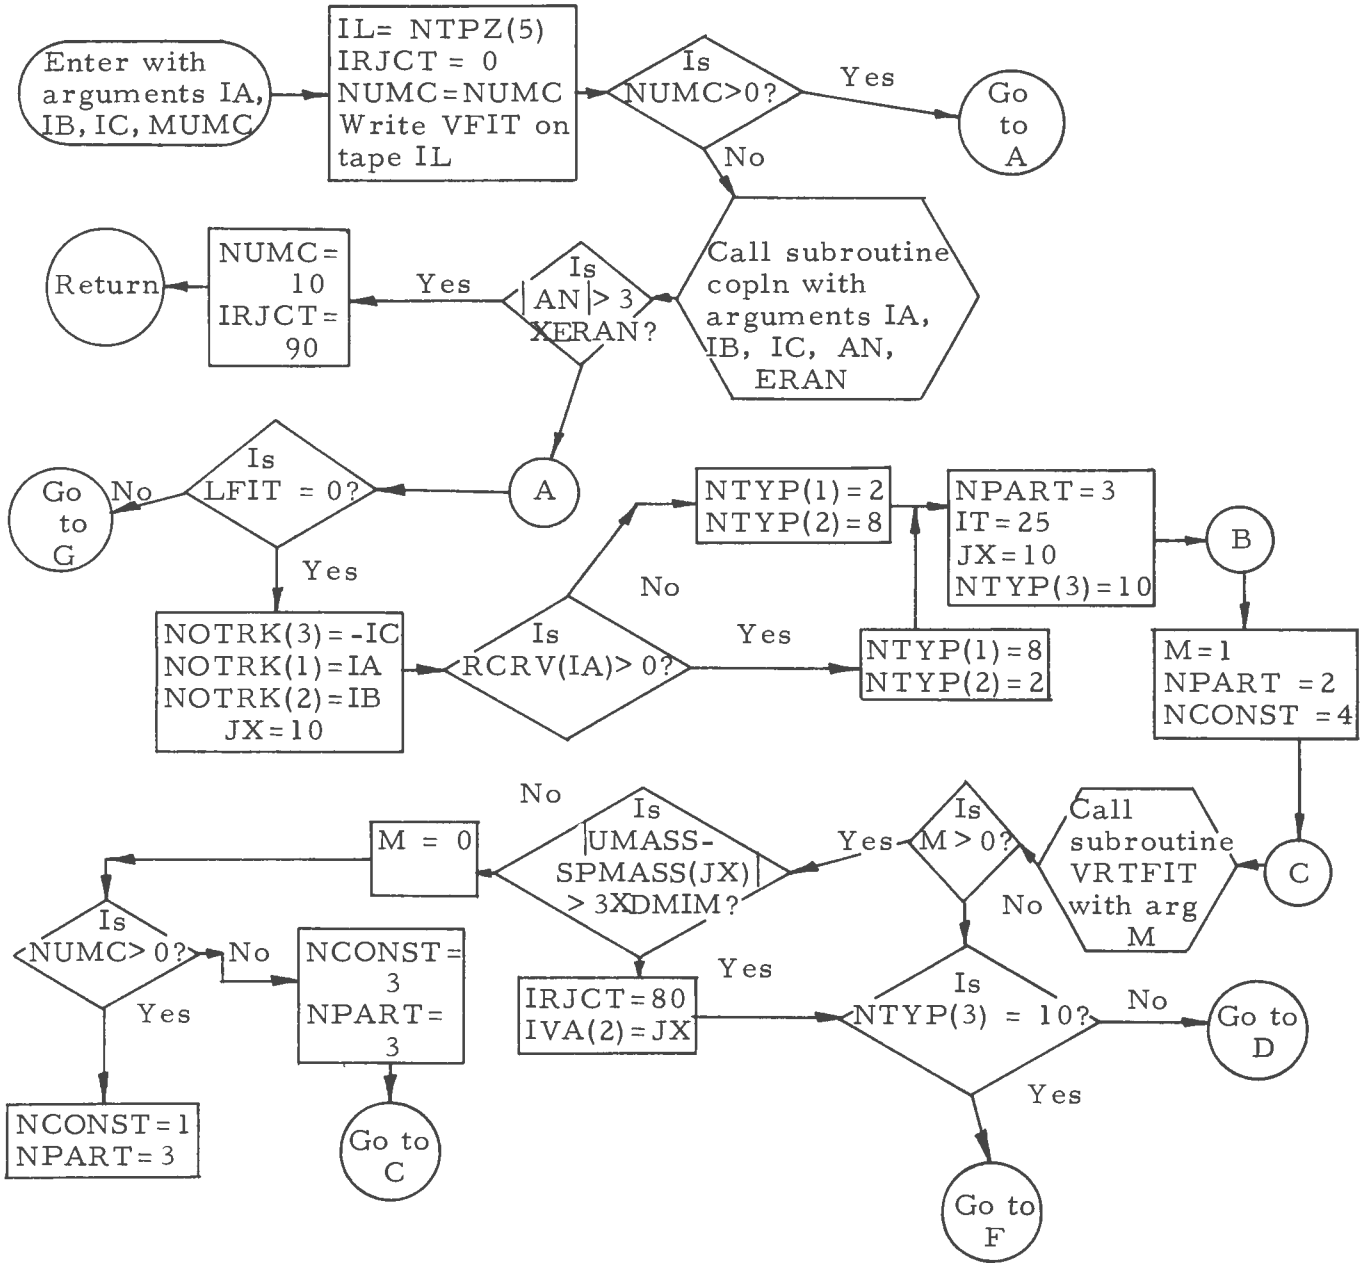 Enter with
arguments IA,
IB, IC, MUMC
IL= NTPZ(5)
IRJCT = 0
NUMC=NUMC
Write VFIT on
tape IL
Is
NUMC>0?
Yes
Go
to
A
No
Call subroutine
copln with
arguments IA,
IB, IC, AN,
ERAN
Is
|AN|> 3
XERAN?
Yes
NUMC=
10
IRJCT=
90
Return
A
Is
LFIT = 0?
No
Go
to
G
Yes
NOTRK(3)=-IC
NOTRK(1)=IA
NOTRK(2)=IB
JX=10
Is
RCRV(IA)>0?
No
NTYP(1)=2
NTYP(2)=8
Yes
NTYP(1)=8
NTYP(2)=2
NPART=3
IT=25
JX=10
NTYP(3)=10
B
M=1
NPART =2
NCONST =4
C
Call
subroutine
VRTFIT
with arg
M
Is
M>0?
Yes
No
Is
|UMASS-
SPMASS(JX)|
> 3XDMIM?
No
M = 0
Yes
IRJCT=80
IVA(2)=JX
Is
NTYP(3) = 10?
No
Go to
D
Yes
Go to
F
Is
NUMC>0?
No
NCONST=
3
NPART=
3
Go to
C
Yes
NCONST=1
NPART=3